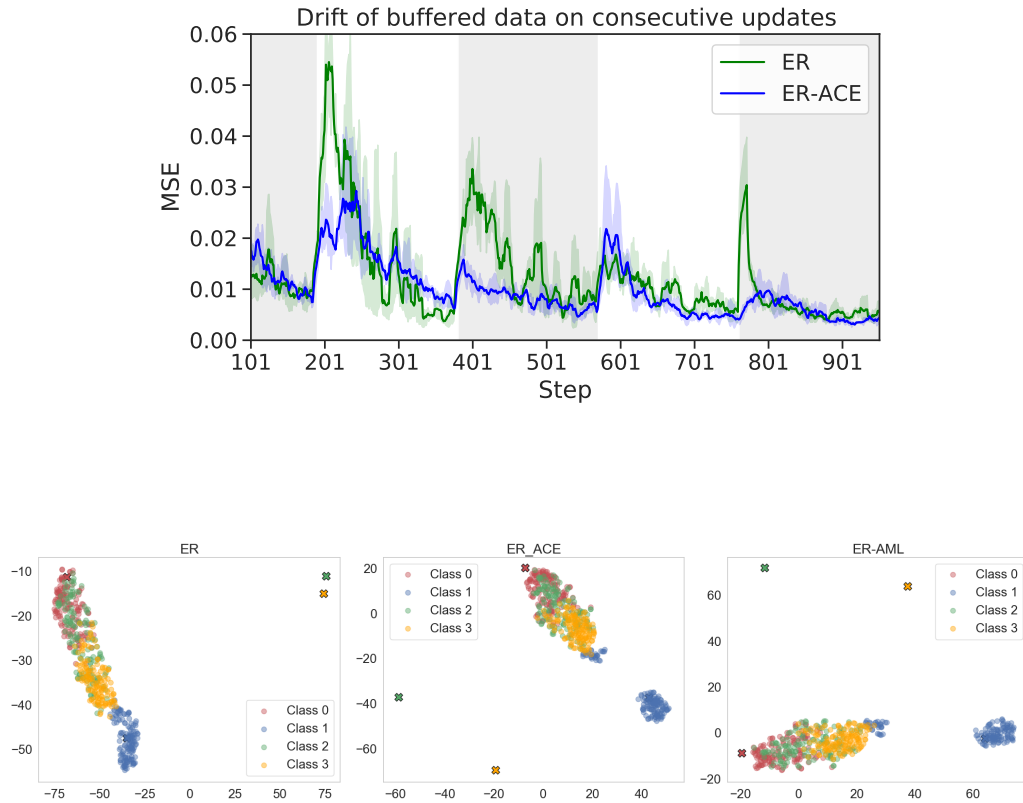 Drift of buffered data on consecutive updates
0.06
0.05
0.04
0.03
0.02
0.01
0.00
MSE
ER
ER-ACE
101 201 301 401 501 601 701 801 901
Step
ER
−10
−20
−30
−40
−50
Class 0
Class 1
Class 2
Class 3
−75 −50 −25 0 25 50 75
ER_ACE
20
0
−20
−40
−60
Class 0
Class 1
Class 2
Class 3
−60 −40 −20 0 20 40
ER-AML
60
40
20
0
−20
Class 0
Class 1
Class 2
Class 3
−20 0 20 40 60